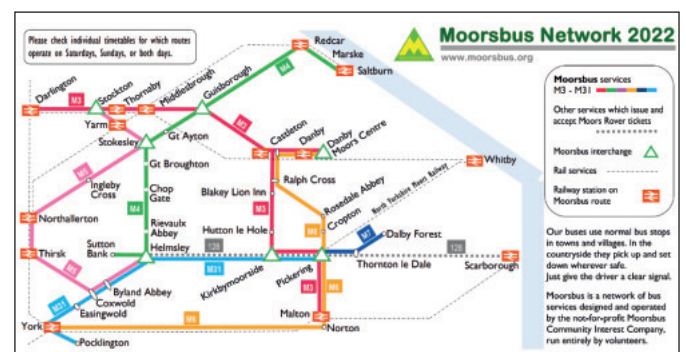 Please check individual timetables for which routes
operate on Saturdays, Sundays, or both days.
Moorsbus Network 2022
www.moorsbus.org
Redcar
Marske
Saltburn
M4
Guisborough
Middlesbrough
Thornaby
Stockton
Darlington
M3
Yarm
Stokesley
Gt Ayton
M3
Castleton
Danby
Danby
Moors Centre
Whitby
Gt Broughton
M5
Ingleby
Cross
Chop
Gate
Ralph Cross
Blakey Lion Inn
Rosedale Abbey
Cropton
North Yorkshire Moors Railway
Northallerton
M4
Rievaulx
Abbey
M3
M6
M7
Dalby Forest
Hutton le Hole
Thirsk
Sutton
Bank
Helmsley
128
128
M31
Kirkbymoorside
Pickering
Thornton le Dale
Scarborough
M5
Byland Abbey
Coxwold
Easingwold
M31
M3
M6
Malton
York
M6
Norton
Pocklington
Moorsbus services
M3 - M31
Other services which issue and
accept Moors Rover tickets
Moorsbus interchange
Rail services
Railway station on
Moorsbus route
Our buses use normal bus stops
in towns and villages. In the
countryside they pick up and set
down wherever safe.
Just give the driver a clear signal.
Moorsbus is a network of bus
services designed and operated
by the not-for-profit Moorsbus
Community Interest Company,
run entirely by volunteers.